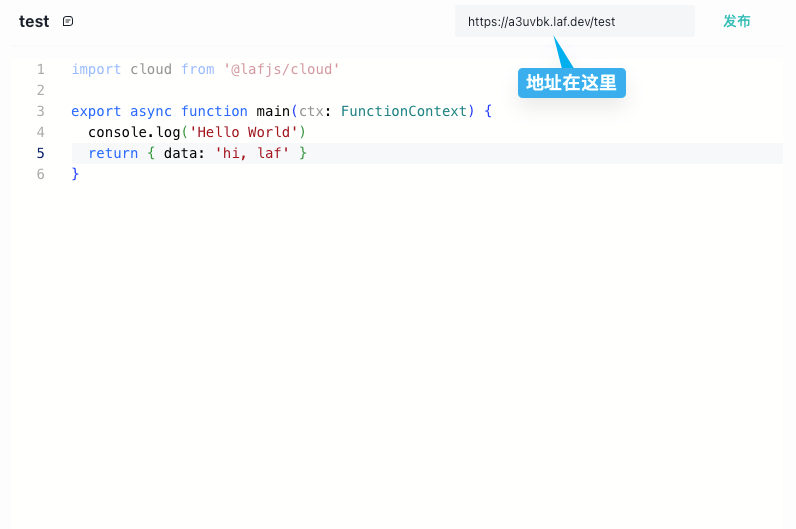 test
https://a3uvbk.laf.dev/test
发布
地址在这里
1 import cloud from '@lafjs/cloud'
2
3 export async function main(ctx: FunctionContext) {
4   console.log('Hello World')
5   return { data: 'hi, laf' }
6 }